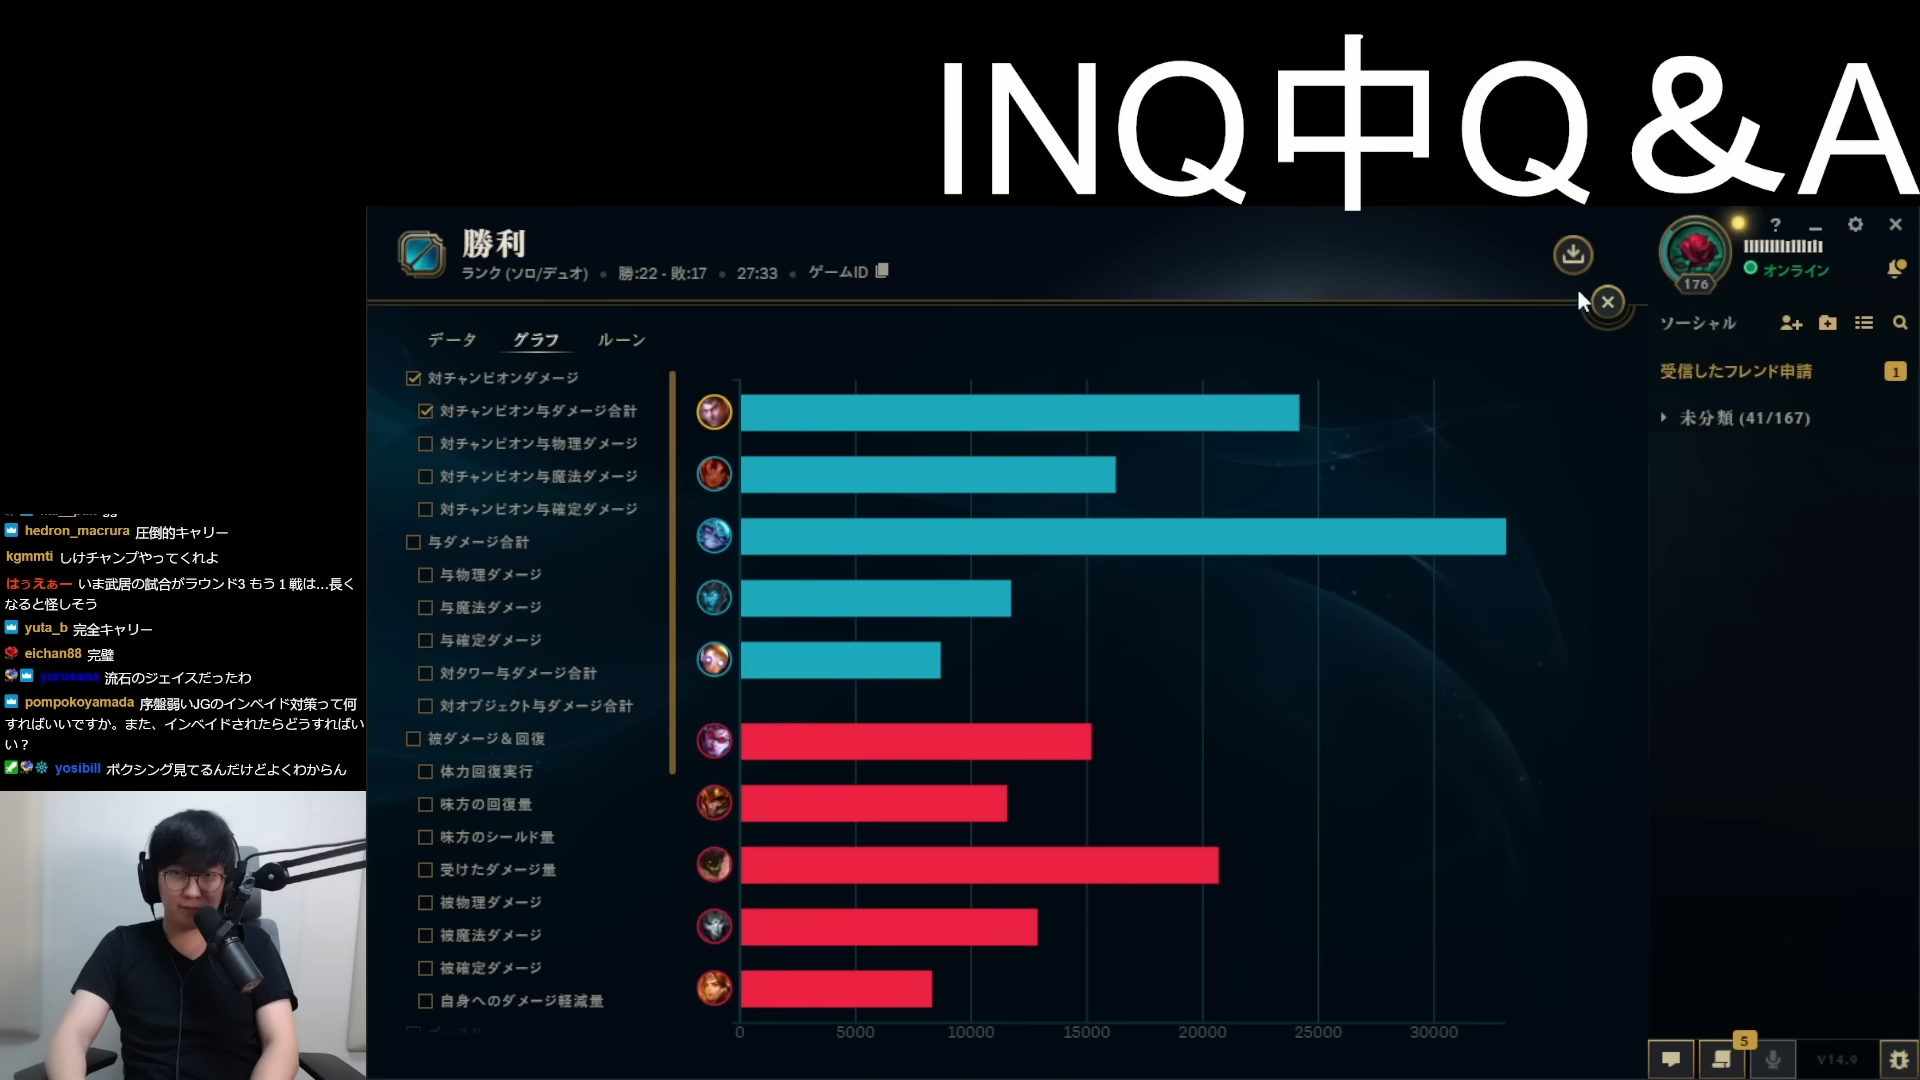 INQ中Q&A
勝利
ランク (ソロ/デュオ) • 勝:22 - 敗:17 • 27:33 • ゲームID
データ グラフ ルーン
対チャンピオンダメージ
対チャンピオン与ダメージ合計
対チャンピオン与物理ダメージ
対チャンピオン与魔法ダメージ
対チャンピオン与確定ダメージ
与ダメージ合計
与物理ダメージ
与魔法ダメージ
与確定ダメージ
対タワー与ダメージ合計
対オブジェクト与ダメージ合計
被ダメージ&回復
体力回復実行
味方の回復量
味方のシールド量
受けたダメージ量
被物理ダメージ
被魔法ダメージ
被確定ダメージ
自身へのダメージ軽減量
0 5000 10000 15000 20000 25000 30000
?
176
オンライン
ソーシャル
受信したフレンド申請 1
未分類 (41/167)
5
V14.9
hedron_macrura 圧倒的キャリー
kgmmti しけチャンプやってくれよ
はぅえぁー いま武居の試合がラウンド3 もう1戦は…長く
なると怪しそう
yuta_b 完全キャリー
eichan88 完璧
yurusana 流石のジェイスだったわ
pompokoyamada 序盤弱いJGのインベイド対策って何
すればいいですか。また、インベイドされたらどうすればい
い？
yosibill ボクシング見てるんだけどよくわからん